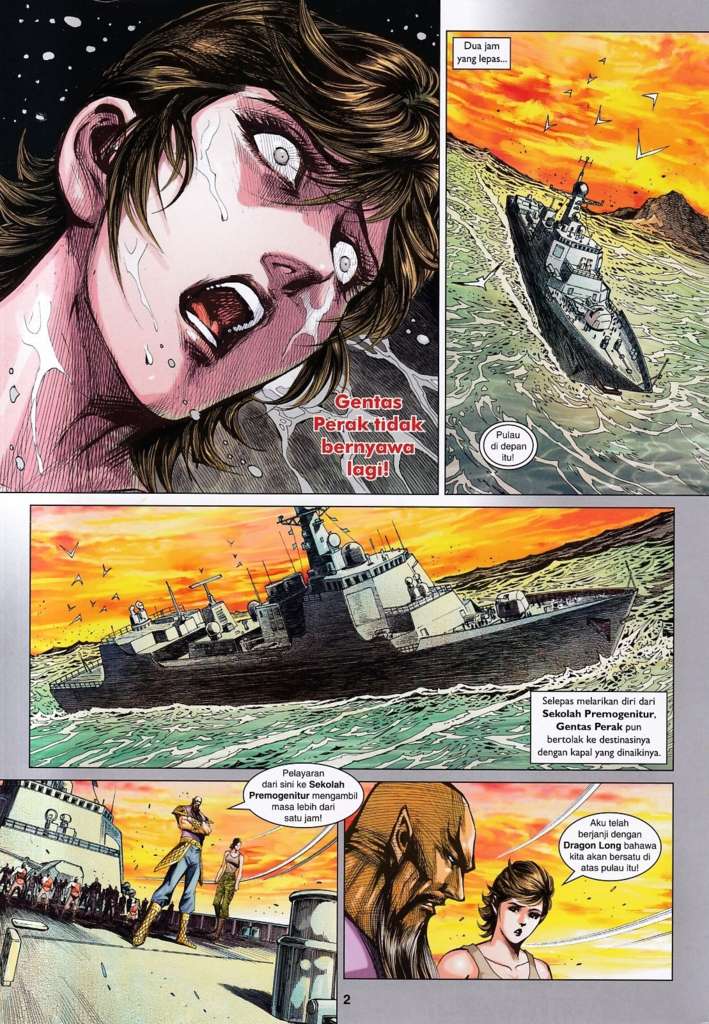 Gentas
Perak tidak
bernyawa
lagi!
Dua jam
yang lepas...
Pulau
di depan
itu!
Selepas melarikan diri dari
Sekolah Premogenitur,
Gentas Perak pun
bertolak ke destinasinya
dengan kapal yang dinaikinya.
Pelayaran
dari sini ke Sekolah
Premogenitur mengambil
masa lebih dari
satu jam!
Aku telah
berjanji dengan
Dragon Long bahawa
kita akan bersatu di
atas pulau itu!
2